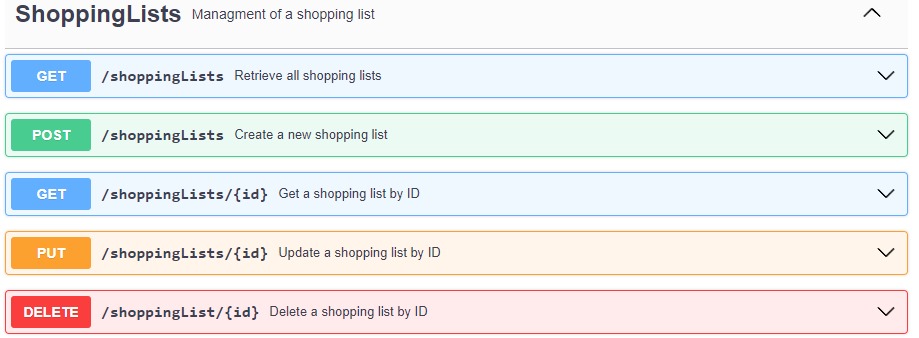 ShoppingLists Managment of a shopping list
GET /shoppingLists Retrieve all shopping lists
POST /shoppingLists Create a new shopping list
GET /shoppingLists/{id} Get a shopping list by ID
PUT /shoppingLists/{id} Update a shopping list by ID
DELETE /shoppingList/{id} Delete a shopping list by ID